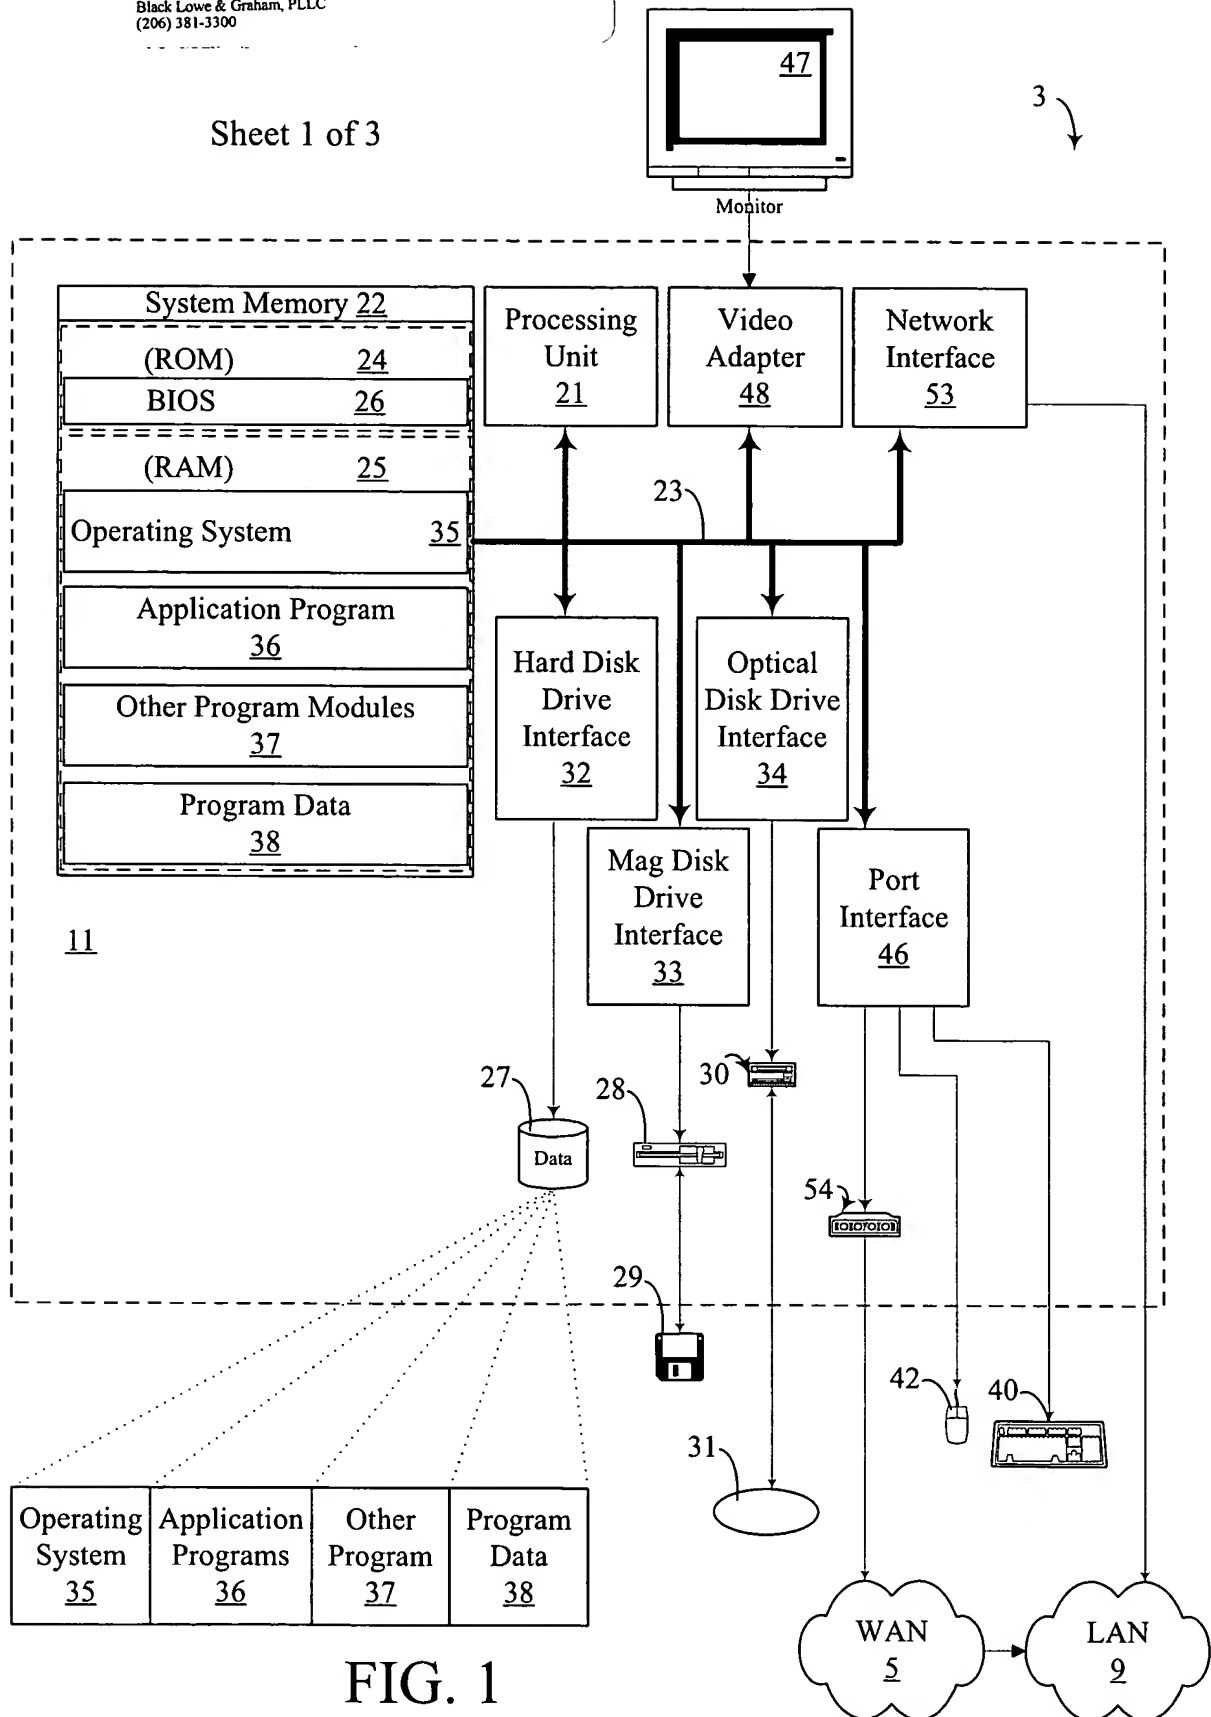 Black Lowe & Graham, PLLC
(206) 381-3300
Sheet 1 of 3
47
3
Monitor
System Memory 22
(ROM) 24
BIOS 26
(RAM) 25
Operating System 35
Application Program
36
Other Program Modules
37
Program Data
38
11
Processing
Unit
21
Video
Adapter
48
Network
Interface
53
23
Hard Disk
Drive
Interface
32
Optical
Disk Drive
Interface
34
Mag Disk
Drive
Interface
33
Port
Interface
46
27
Data
28
30
54
29
42
40
31
Operating
System
35
Application
Programs
36
Other
Program
37
Program
Data
38
WAN
5
LAN
9
FIG. 1